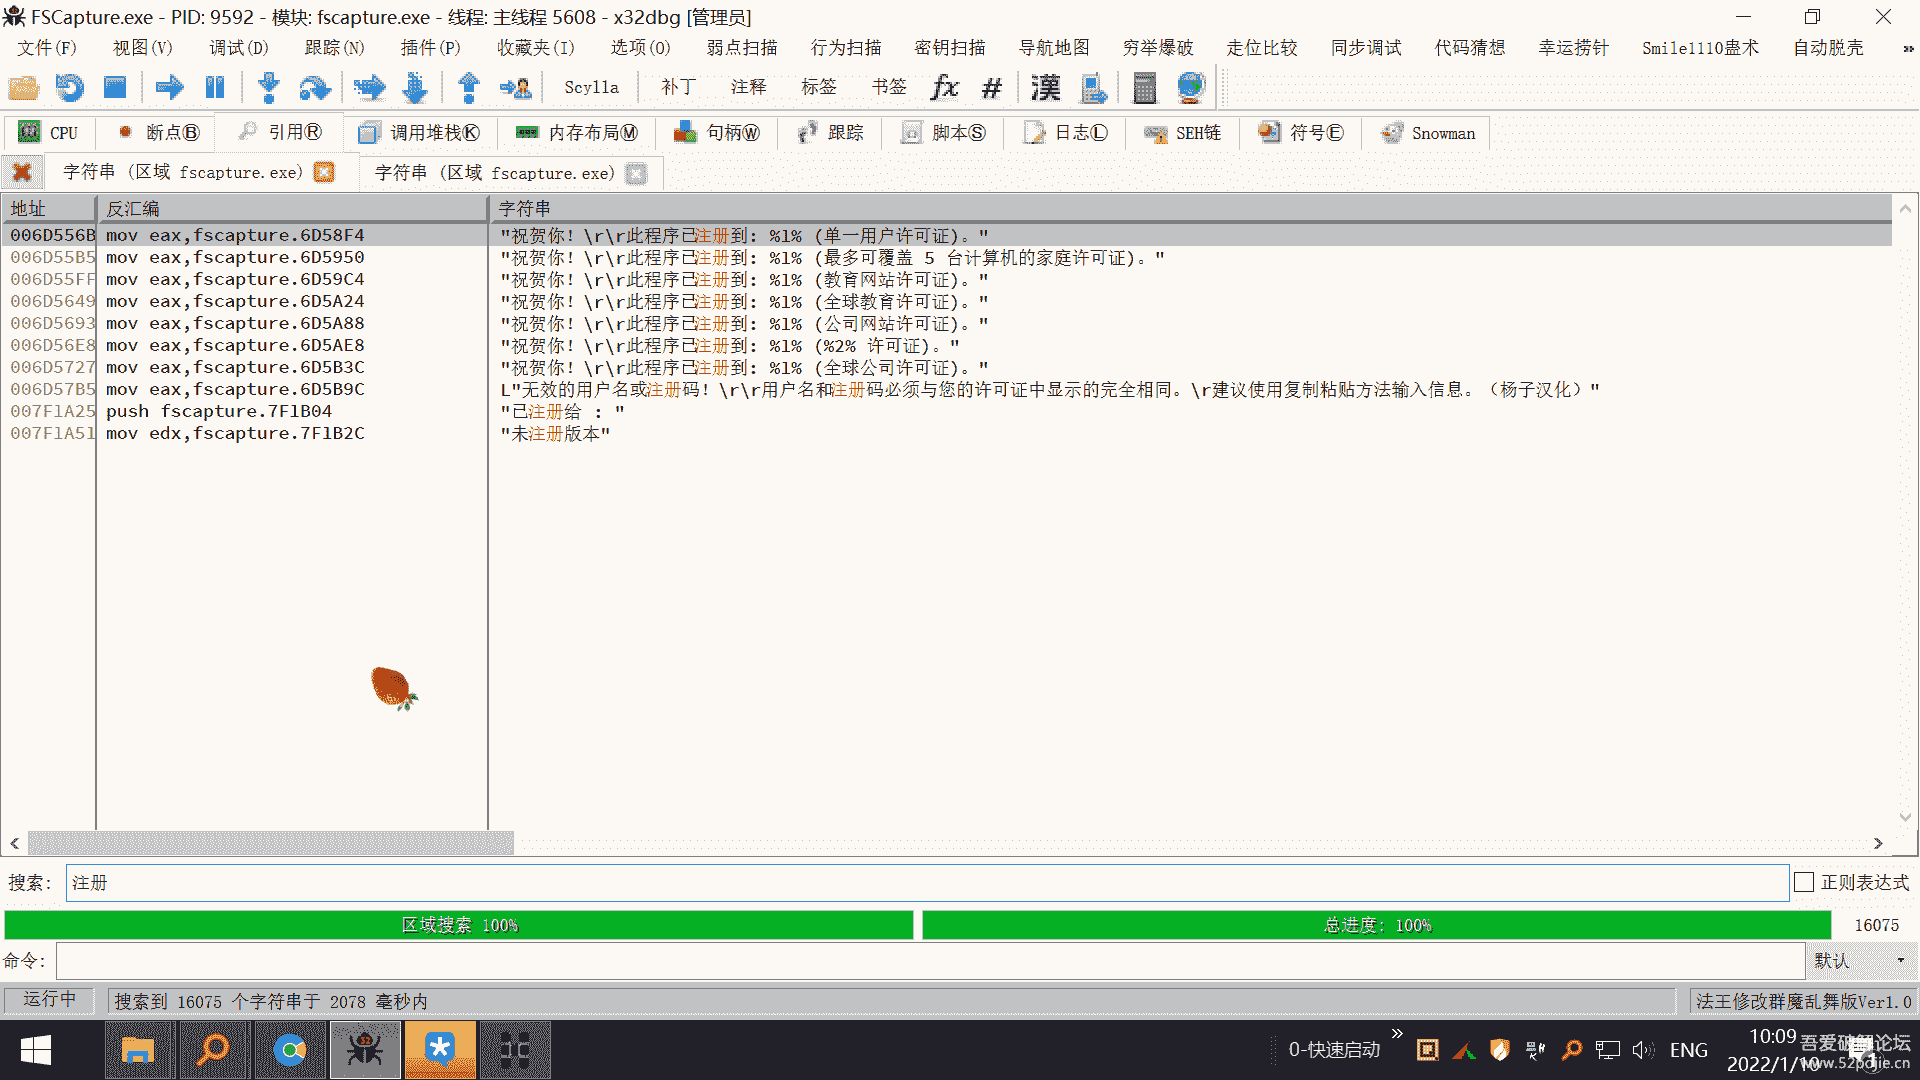 FSCapture.exe - PID: 9592 - 模块: fscapture.exe - 线程: 主线程 5608 - x32dbg [管理员]
文件(F) 视图(V) 调试(D) 跟踪(N) 插件(P) 收藏夹(I) 选项(O) 弱点扫描 行为扫描 密钥扫描 导航地图 穷举爆破 走位比较 同步调试 代码猜想 幸运捞针 Smile1110蛊术 自动脱壳 »
Scylla 补丁 注释 标签 书签 fx # 漢
CPU 断点Ⓑ 引用Ⓡ 调用堆栈Ⓚ 内存布局Ⓜ 句柄Ⓦ 跟踪 脚本Ⓢ 日志Ⓛ SEH链 符号Ⓔ Snowman
字符串 (区域 fscapture.exe) 字符串 (区域 fscapture.exe)
地址 反汇编 字符串
006D556B mov eax,fscapture.6D58F4 "祝贺你! \r\r此程序已注册到: %1% (单一用户许可证)。"
006D55B5 mov eax,fscapture.6D5950 "祝贺你! \r\r此程序已注册到: %1% (最多可覆盖 5 台计算机的家庭许可证)。"
006D55FF mov eax,fscapture.6D59C4 "祝贺你! \r\r此程序已注册到: %1% (教育网站许可证)。"
006D5649 mov eax,fscapture.6D5A24 "祝贺你! \r\r此程序已注册到: %1% (全球教育许可证)。"
006D5693 mov eax,fscapture.6D5A88 "祝贺你! \r\r此程序已注册到: %1% (公司网站许可证)。"
006D56E8 mov eax,fscapture.6D5AE8 "祝贺你! \r\r此程序已注册到: %1% (%2% 许可证)。"
006D5727 mov eax,fscapture.6D5B3C "祝贺你! \r\r此程序已注册到: %1% (全球公司许可证)。"
006D57B5 mov eax,fscapture.6D5B9C L"无效的用户名或注册码! \r\r用户名和注册码必须与您的许可证中显示的完全相同。\r建议使用复制粘贴方法输入信息。（杨子汉化）"
007F1A25 push fscapture.7F1B04 "已注册给 : "
007F1A51 mov edx,fscapture.7F1B2C "未注册版本"
搜索: 注册 正则表达式
区域搜索 100% 总进度: 100% 16075
命令: 默认
运行中 搜索到 16075 个字符串于 2078 毫秒内 法王修改群魔乱舞版Ver1.0
0-快速启动 » ENG 10:09
2022/1/10
吾爱破解论坛
www.52pojie.cn